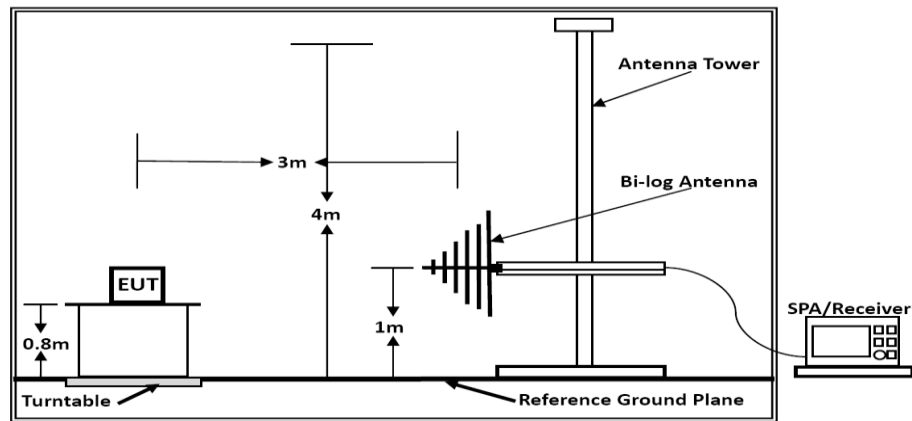 Antenna Tower
3m
Bi-log Antenna
4m
EUT
SPA/Receiver
0.8m
1m
Turntable
Reference Ground Plane